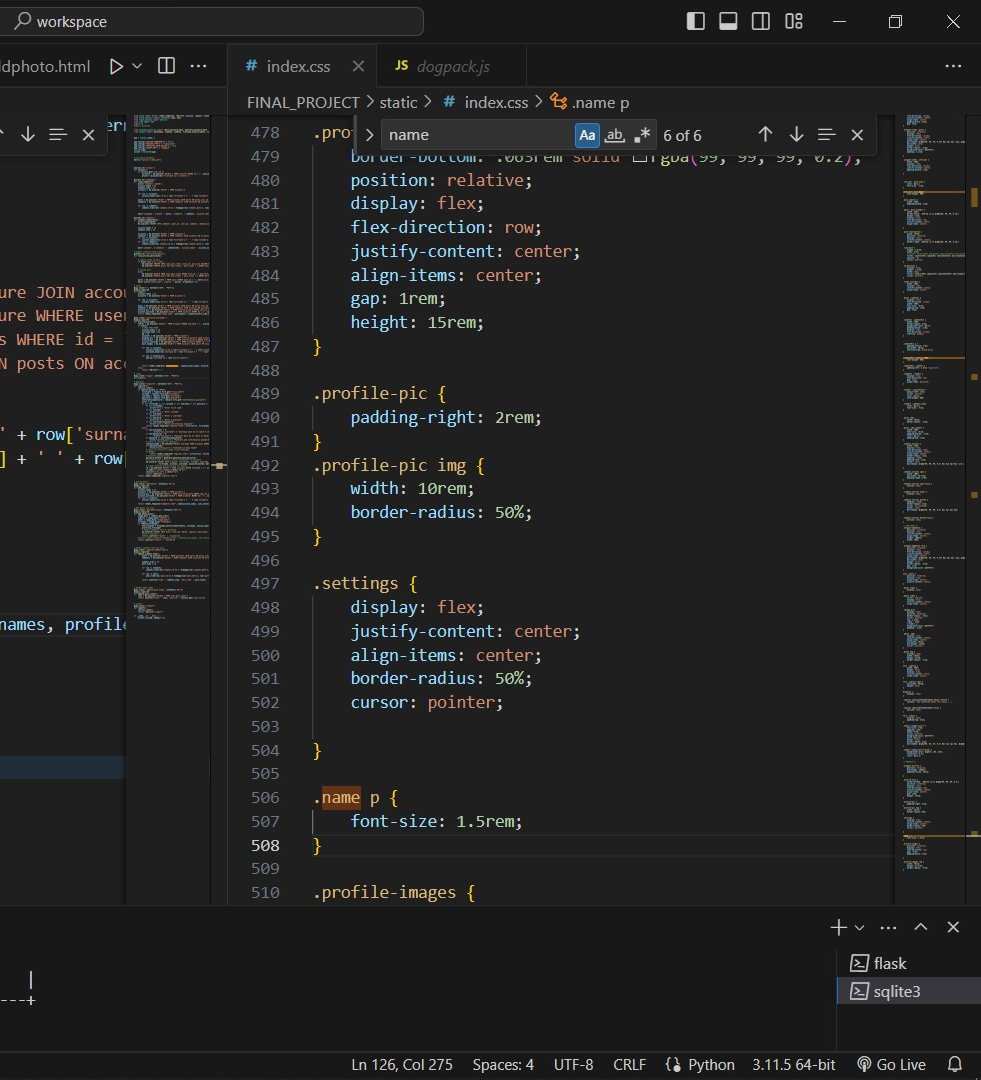 workspace
dphoto.html
# index.css
JS dogpack.js
FINAL_PROJECT > static > # index.css > .name p
name
Aa
ab
6 of 6
ure JOIN accou
ure WHERE user
s WHERE id =
N posts ON acc
' + row['surna
] + ' ' + row[
names, profile
478 .pro
479 border-bottom: .063rem solid rgba(99, 99, 99, 0.2);
480 position: relative;
481 display: flex;
482 flex-direction: row;
483 justify-content: center;
484 align-items: center;
485 gap: 1rem;
486 height: 15rem;
487 }
488
489 .profile-pic {
490 padding-right: 2rem;
491 }
492 .profile-pic img {
493 width: 10rem;
494 border-radius: 50%;
495 }
496
497 .settings {
498 display: flex;
499 justify-content: center;
500 align-items: center;
501 border-radius: 50%;
502 cursor: pointer;
503
504 }
505
506 .name p {
507 font-size: 1.5rem;
508 }
509
510 .profile-images {
|
---+
flask
sqlite3
Ln 126, Col 275
Spaces: 4
UTF-8
CRLF
Python
3.11.5 64-bit
Go Live